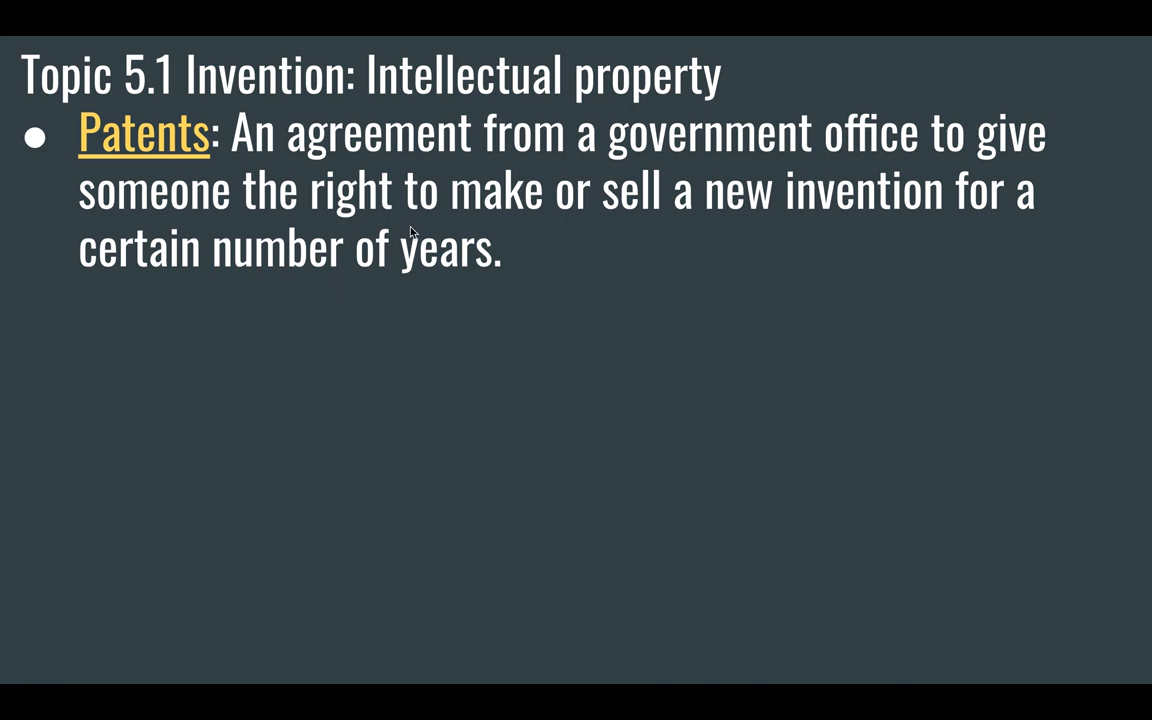 Topic 5.1 Invention: Intellectual property
● Patents: An agreement from a government office to give
someone the right to make or sell a new invention for a
certain number of years.